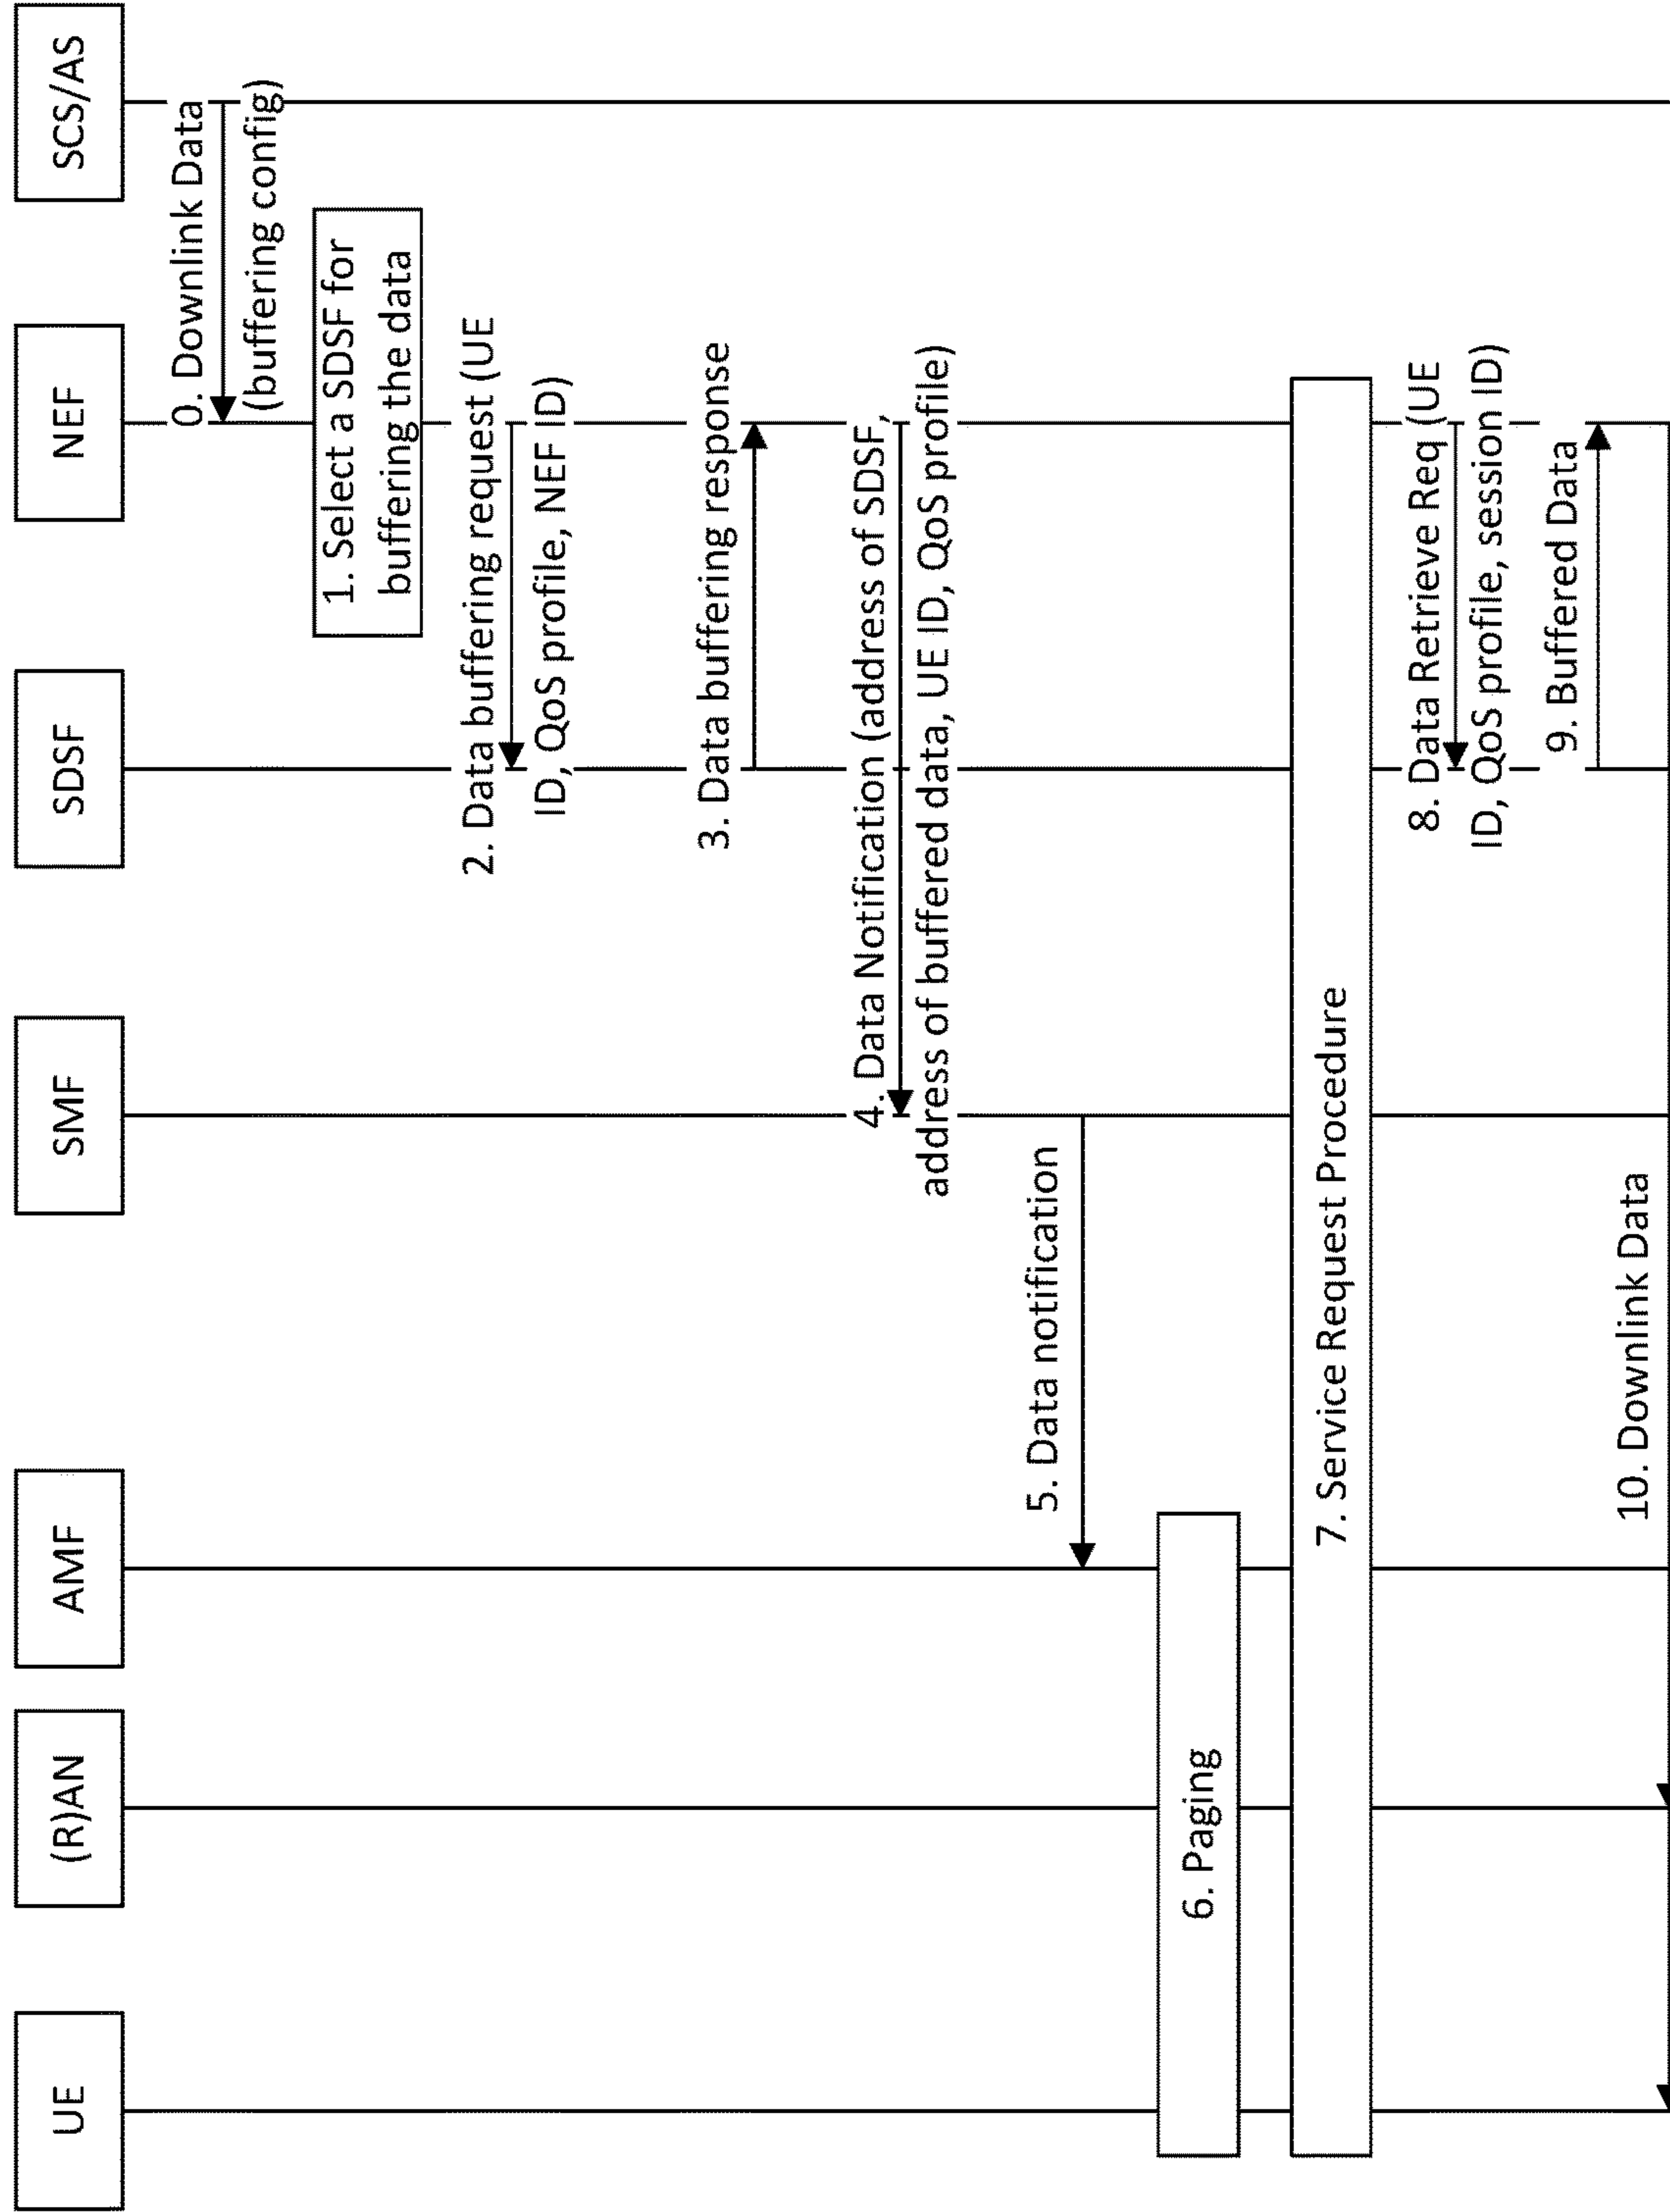 UE
(R)AN
AMF
SMF
SDSF
NEF
SCS/AS
0. Downlink Data
(buffering config)
1. Select a SDSF for
buffering the data
2. Data buffering request (UE
ID, QoS profile, NEF ID)
3. Data buffering response
4. Data Notification (address of SDSF,
address of buffered data, UE ID, QoS profile)
5. Data notification
6. Paging
7. Service Request Procedure
8. Data Retrieve Req (UE
ID, QoS profile, session ID)
9. Buffered Data
10. Downlink Data